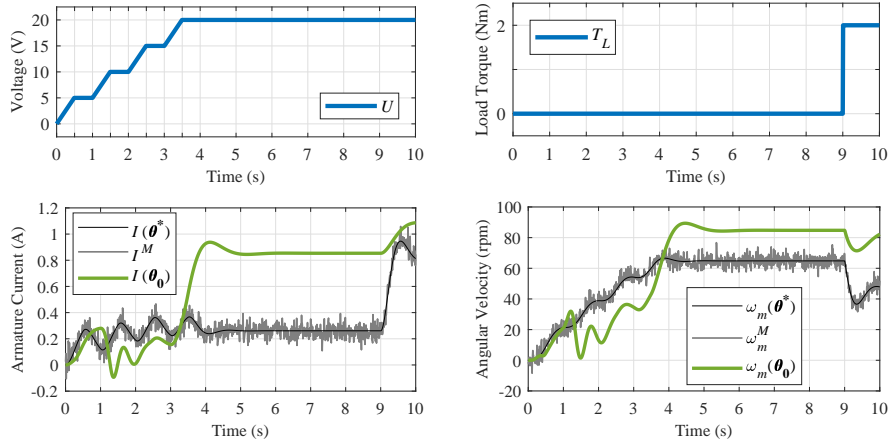 Voltage (V)
20
15
10
5
0
U
0 1 2 3 4 5 6 7 8 9 10
Time (s)
Load Torque (Nm)
2
0
T_L
0 1 2 3 4 5 6 7 8 9 10
Time (s)
Armature Current (A)
1.2
1
0.8
0.6
0.4
0.2
0
-0.2
I(θ*)
I^M
I(θ_0)
0 1 2 3 4 5 6 7 8 9 10
Time (s)
Angular Velocity (rpm)
100
80
60
40
20
0
-20
ω_m(θ*)
ω_m^M
ω_m(θ_0)
0 1 2 3 4 5 6 7 8 9 10
Time (s)